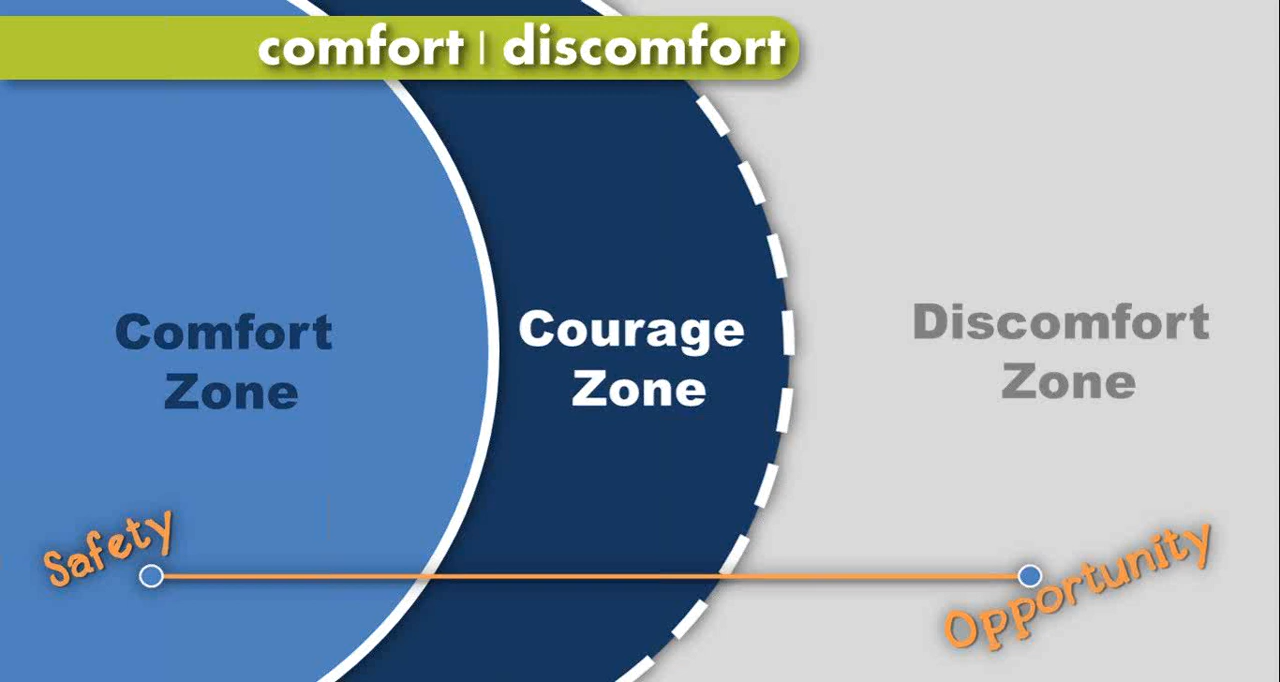 comfort | discomfort
Comfort
Zone
Courage
Zone
Discomfort
Zone
Safety
Opportunity